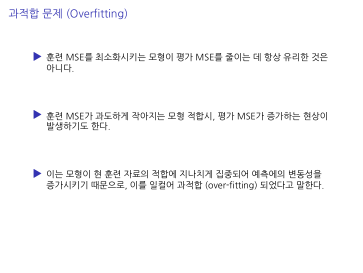 과적합 문제 (Overfitting)
훈련 MSE를 최소화시키는 모형이 평가 MSE를 줄이는 데 항상 유리한 것은
아니다.
훈련 MSE가 과도하게 작아지는 모형 적합시, 평가 MSE가 증가하는 현상이
발생하기도 한다.
이는 모형이 현 훈련 자료의 적합에 지나치게 집중되어 예측에의 변동성을
증가시키기 때문으로, 이를 일컬어 과적합 (over-fitting) 되었다고 말한다.